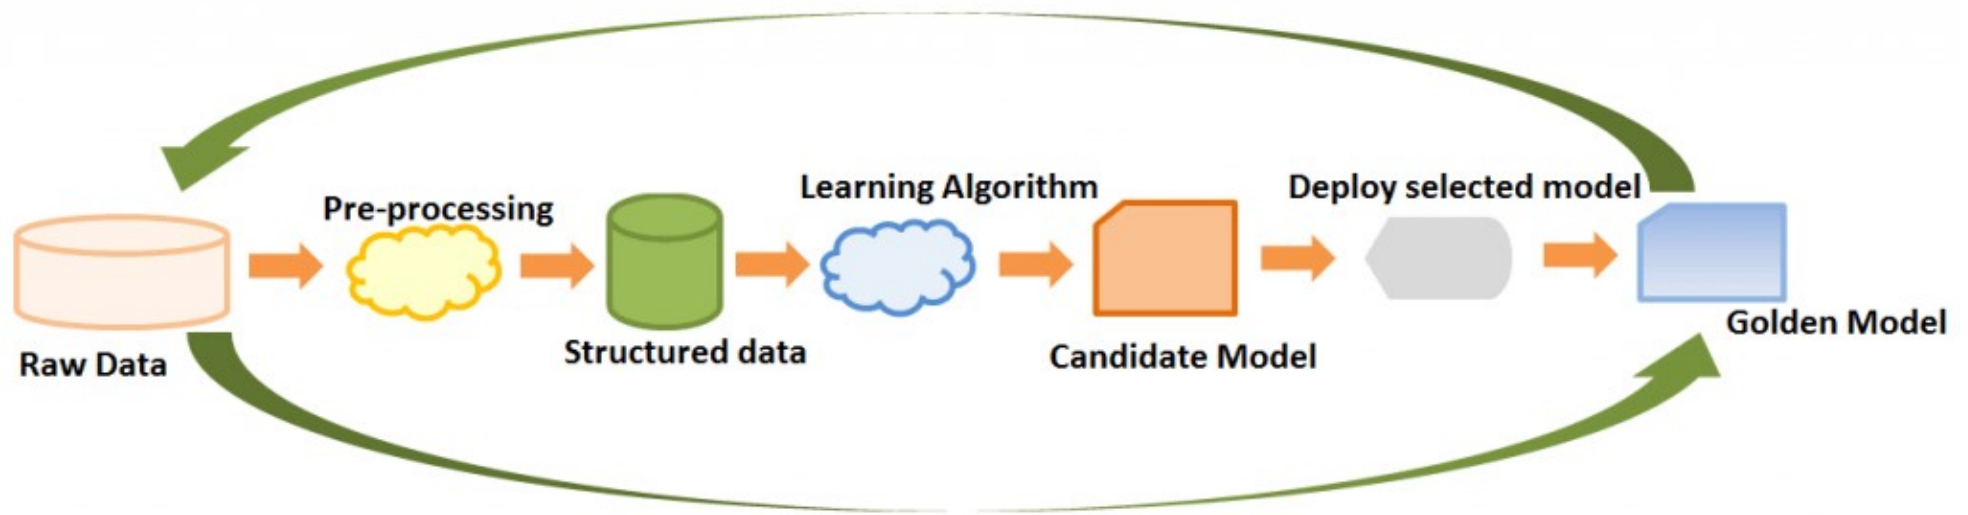 Raw Data
Pre-processing
Structured data
Learning Algorithm
Candidate Model
Deploy selected model
Golden Model